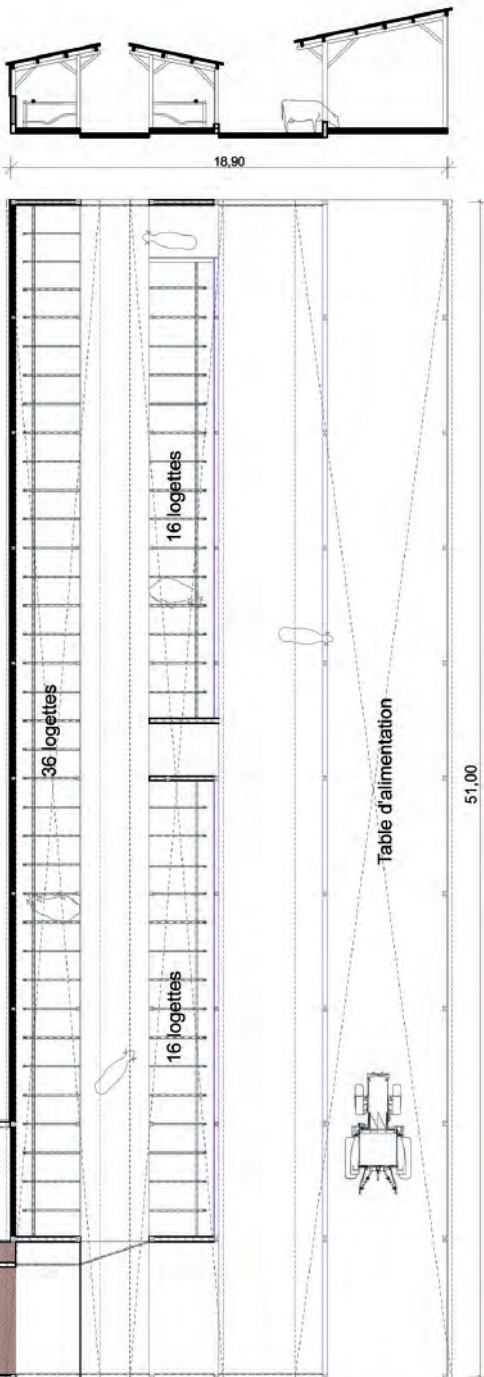 18,90
16 logettes
36 logettes
Table d'alimentation
51,00
16 logettes